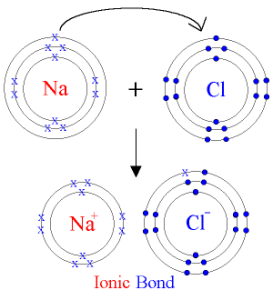 Na + Cl
Na+ Cl-
Ionic Bond